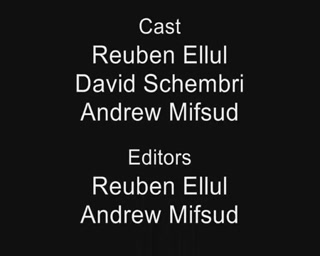 Cast
Reuben Ellul
David Schembri
Andrew Mifsud
Editors
Reuben Ellul
Andrew Mifsud